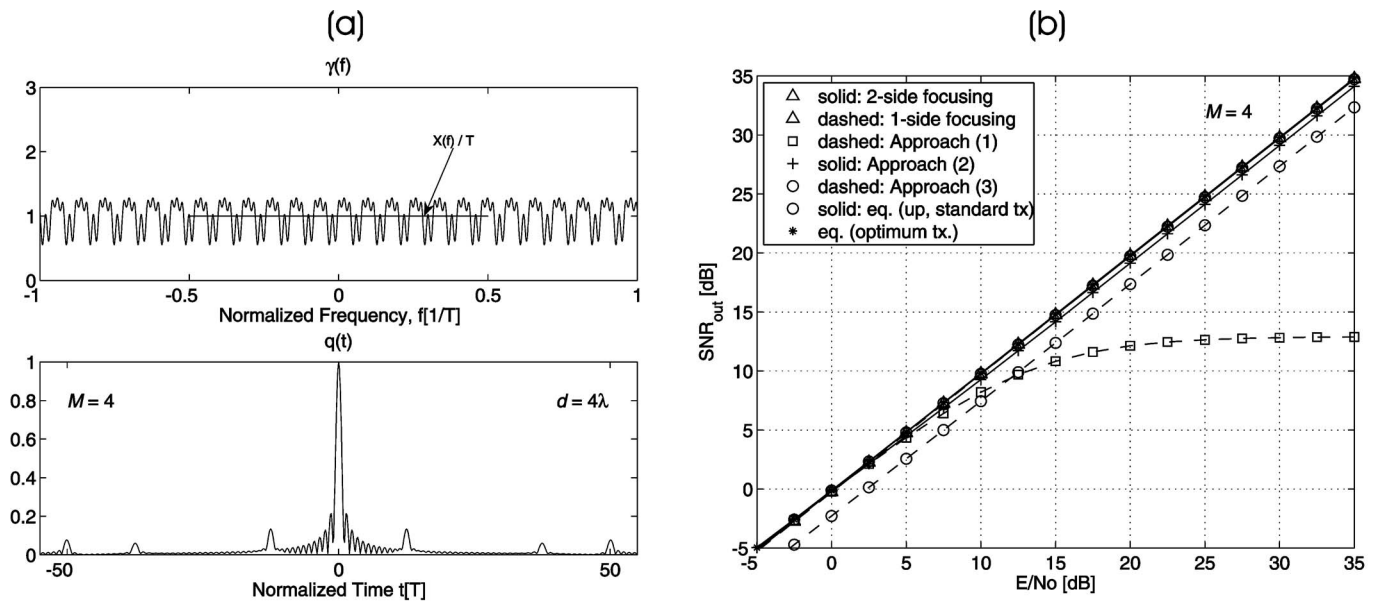 (a)
γ(f)
3
2
1
0
X(f) / T
-1
-0.5
0
0.5
1
Normalized Frequency, f[1/T]
q(t)
1
0.8
0.6
0.4
0.2
0
M = 4
d = 4λ
-50
0
50
Normalized Time t[T]
(b)
35
30
25
20
15
10
5
0
-5
SNRout [dB]
solid: 2-side focusing
dashed: 1-side focusing
dashed: Approach (1)
solid: Approach (2)
dashed: Approach (3)
solid: eq. (up, standard tx)
eq. (optimum tx.)
M = 4
-5
0
5
10
15
20
25
30
35
E/No [dB]